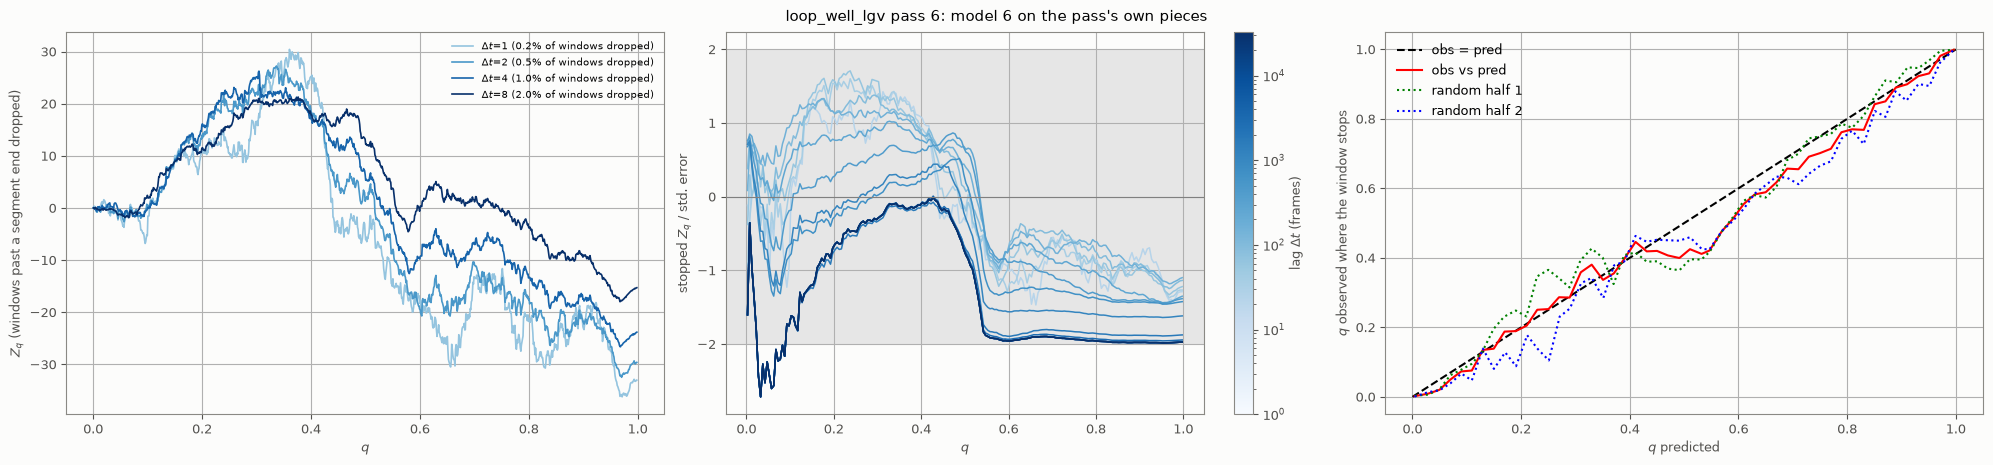 loop_well_lgv pass 6: model 6 on the pass's own pieces
Z_q (windows past a segment end dropped)
30
20
10
0
−10
−20
−30
0.0
0.2
0.4
0.6
0.8
1.0
q
Δt=1 (0.2% of windows dropped)
Δt=2 (0.5% of windows dropped)
Δt=4 (1.0% of windows dropped)
Δt=8 (2.0% of windows dropped)
stopped Z_q / std. error
2
1
0
−1
−2
0.0
0.2
0.4
0.6
0.8
1.0
q
10^4
10^3
10^2
10^1
10^0
lag Δt (frames)
q observed where the window stops
1.0
0.8
0.6
0.4
0.2
0.0
0.0
0.2
0.4
0.6
0.8
1.0
q predicted
obs = pred
obs vs pred
random half 1
random half 2